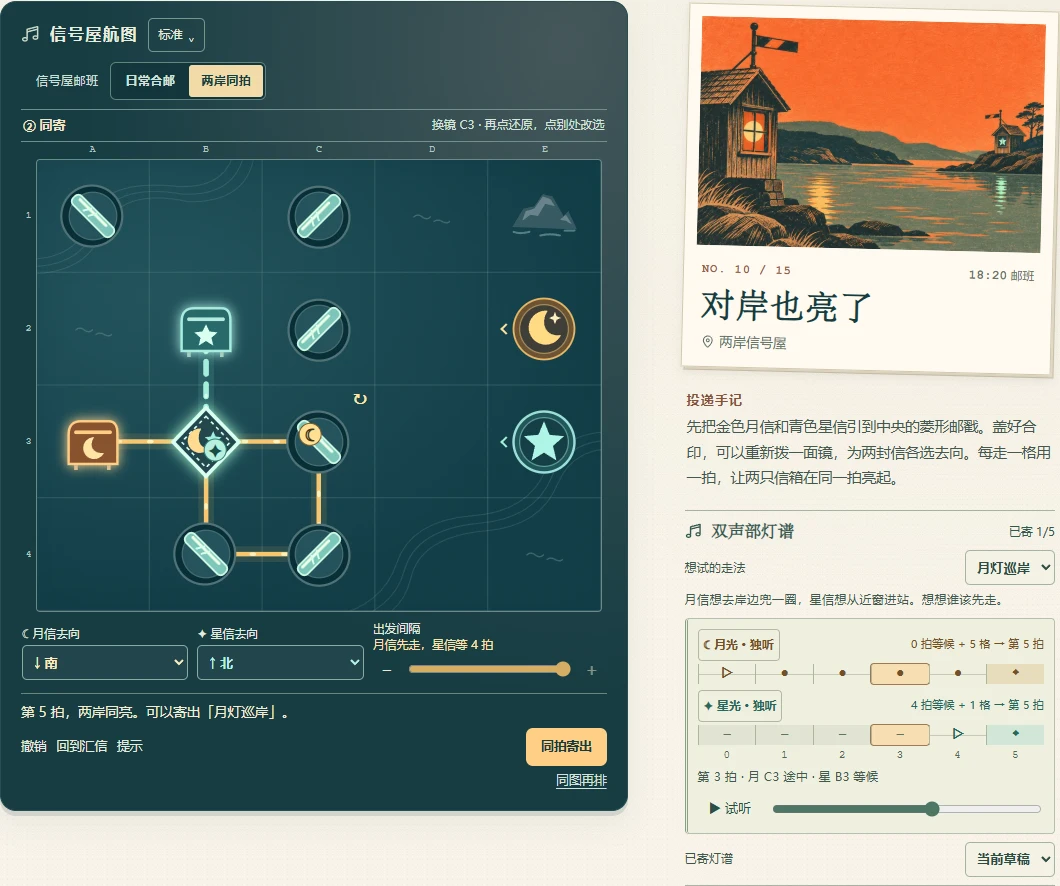 信号屋航图
标准
信号屋邮班
日常合邮
两岸同拍
② 同寄
换镜 C3 · 再点还原，点别处改选
A
B
C
D
E
1
2
3
4
☾月信去向
↓ 南
✦ 星信去向
↑ 北
出发间隔
月信先走，星信等 4 拍
− +
第 5 拍，两岸同亮。可以寄出「月灯巡岸」。
撤销 回到汇信 提示
同拍寄出
同图再排
NO. 10 / 15
18:20 邮班
对岸也亮了
两岸信号屋
投递手记
先把金色月信和青色星信引到中央的菱形邮戳。盖好合
印，可以重新拨一面镜，为两封信各选去向。每走一格用
一拍，让两只信箱在同一拍亮起。
双声部灯谱
已寄 1/5
想试的走法
月灯巡岸
月信想去岸边兜一圈，星信想从近窗进站。想想谁该先走。
☾月光 · 独听
0 拍等候 + 5 格 → 第 5 拍
✦ 星光 · 独听
4 拍等候 + 1 格 → 第 5 拍
0 1 2 3 4 5
第 3 拍 · 月 C3 途中 · 星 B3 等候
▶ 试听
已寄灯谱
当前草稿